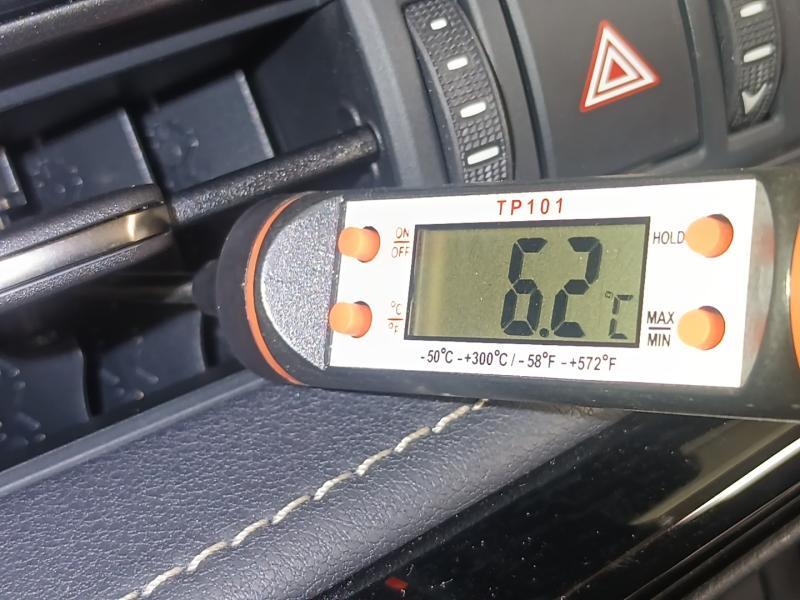 TP101
ON
OFF
HOLD
6.2°C
°C
°F
MAX
MIN
-50°C -+300°C / -58°F -+572°F